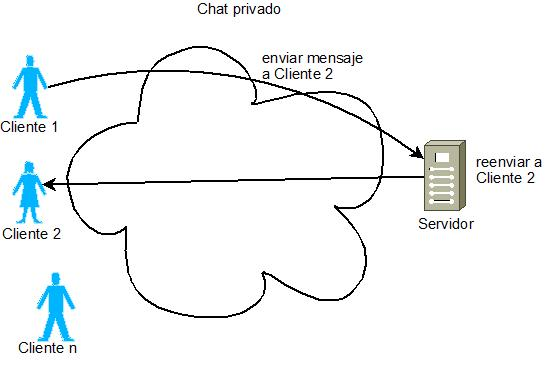 Chat privado
enviar mensaje
a Cliente 2
Cliente 1
reenviar a
Cliente 2
Servidor
Cliente 2
Cliente n